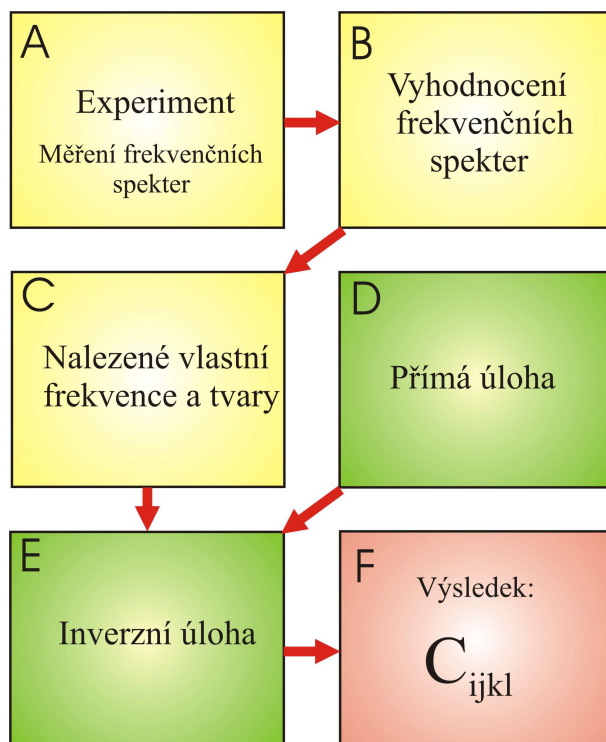 A
Experiment
Měření frekvenčních
spekter
B
Vyhodnocení
frekvenčních
spekter
C
Nalezené vlastní
frekvence a tvary
D
Přímá úloha
E
Inverzní úloha
F
Výsledek:
Cijkl